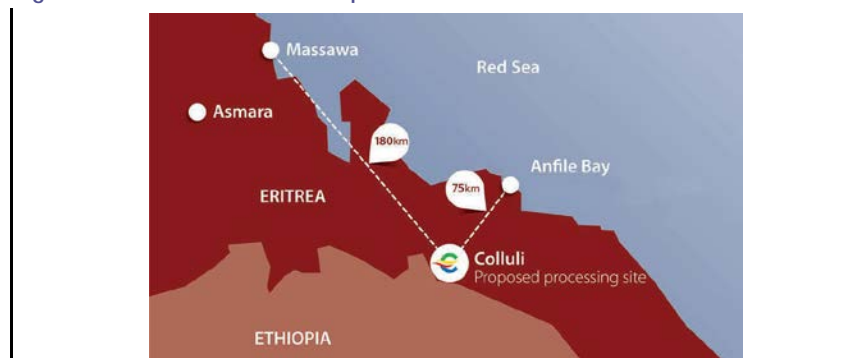 Massawa
Red Sea
Asmara
180km
Anfile Bay
75km
ERITREA
Colluli
Proposed processing site
ETHIOPIA